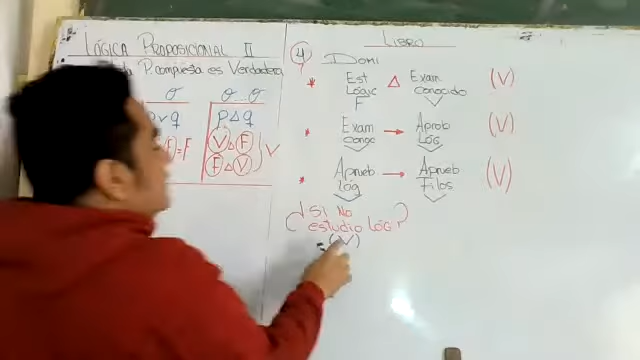 LÓGICA PROPOSICIONAL II
P. compuesta es Verdadera
O O...O
p v q p Δ q
F)=F
(V) Δ (F)
(F) Δ (V) V
LIBRO
4) Domi
* Est Lógic Δ Exam conocido (V)
F V
* Exam conoc → Aprob Lóg (V)
V V
* Aprueb lóg → Aprueb Filos (V)
V V
¿Si No
estudio Lóg?
(V)